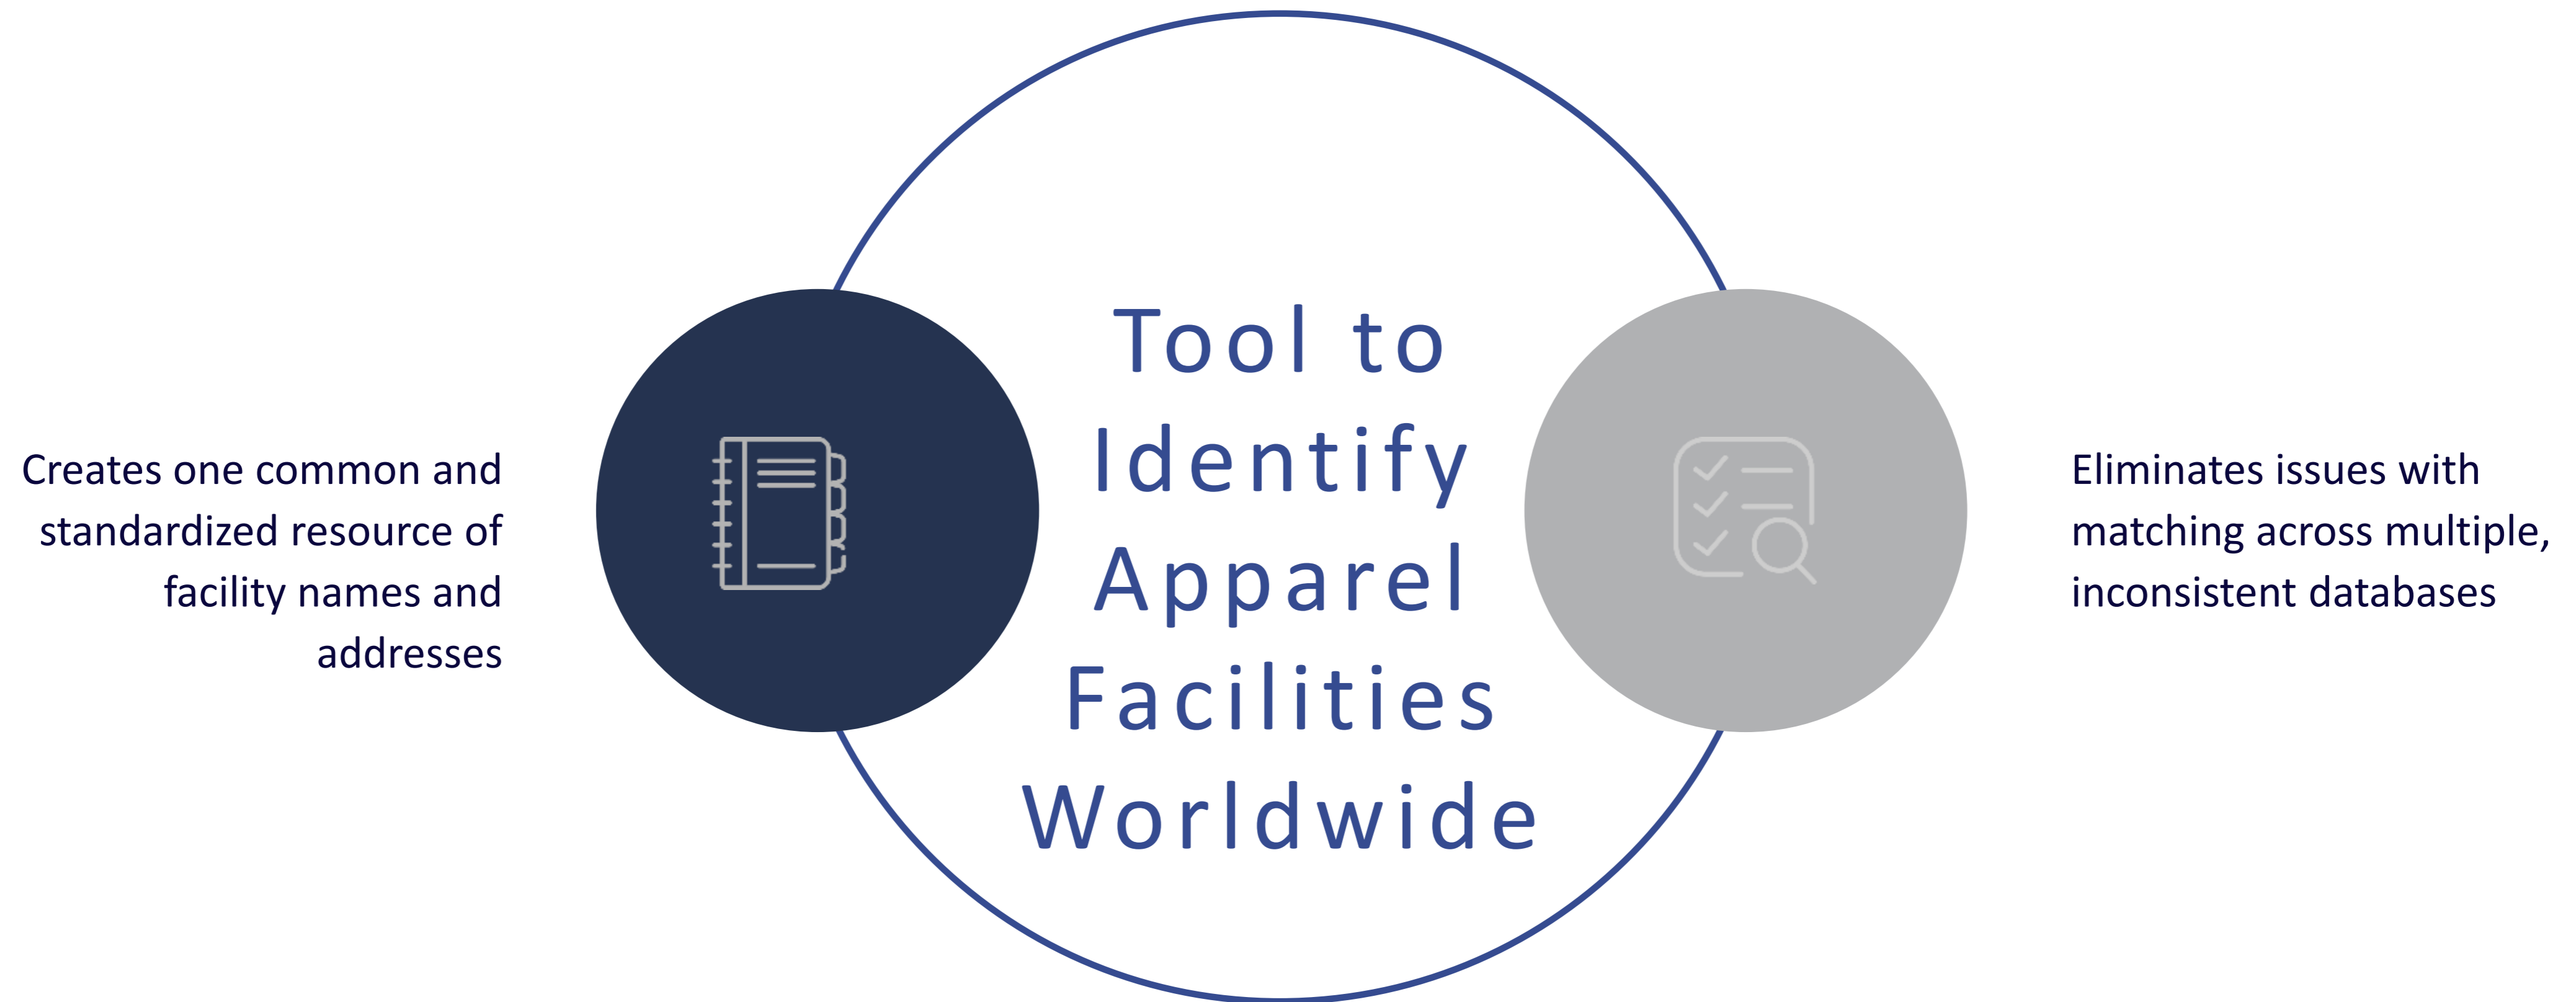 Creates one common and
standardized resource of
facility names and
addresses
Tool to
Identify
Apparel
Facilities
Worldwide
Eliminates issues with
matching across multiple,
inconsistent databases